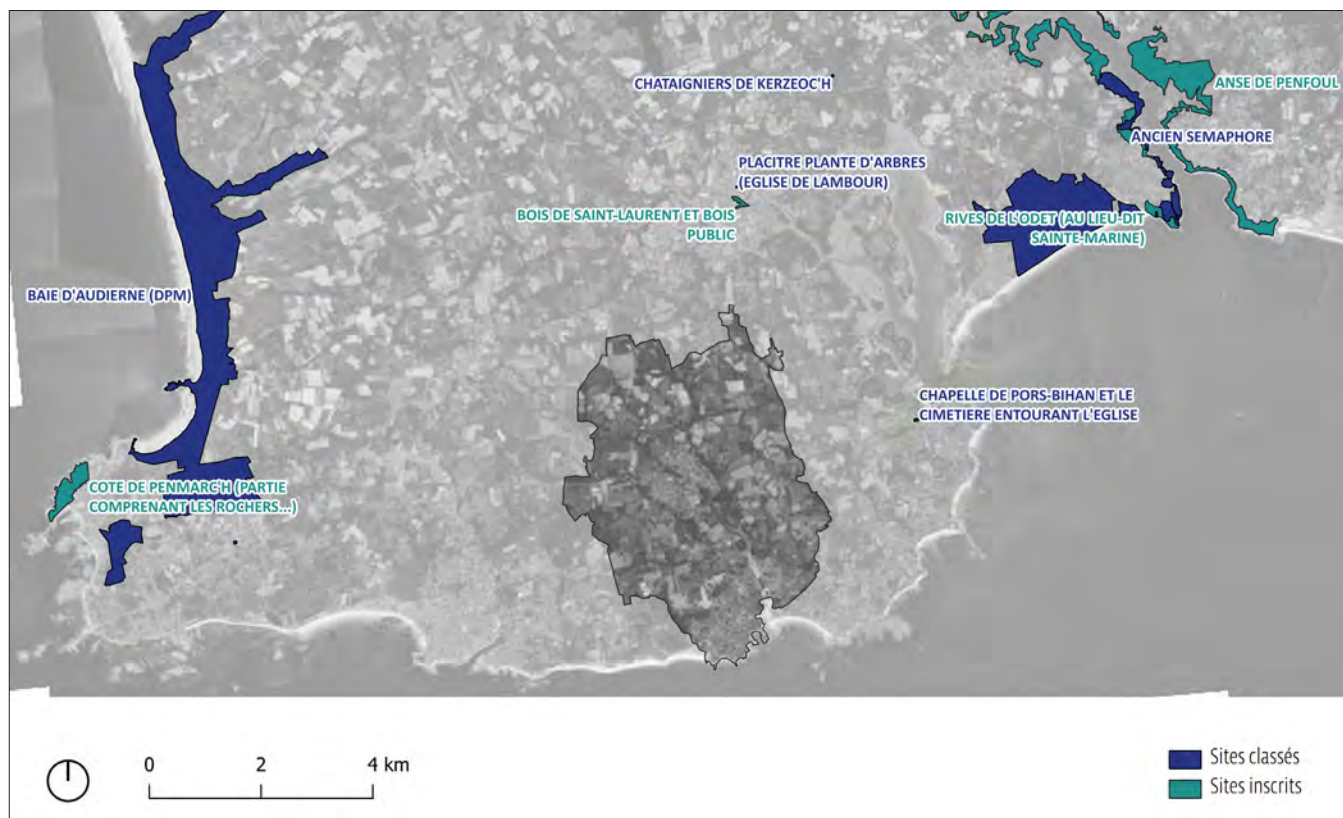 CHATAIGNIERS DE KERZEOC'H
ANSE DE PENFOUL
ANCIEN SEMAPHORE
PLACITRE PLANTE D'ARBRES
(EGLISE DE LAMBOUR)
BOIS DE SAINT-LAURENT ET BOIS
PUBLIC
RIVES DE L'ODET (AU LIEU-DIT
SAINTE-MARINE)
BAIE D'AUDIERNE (DPM)
CHAPELLE DE PORS-BIHAN ET LE
CIMETIERE ENTOURANT L'EGLISE
COTE DE PENMARC'H (PARTIE
COMPRENANT LES ROCHERS...)
0 2 4 km
Sites classés
Sites inscrits